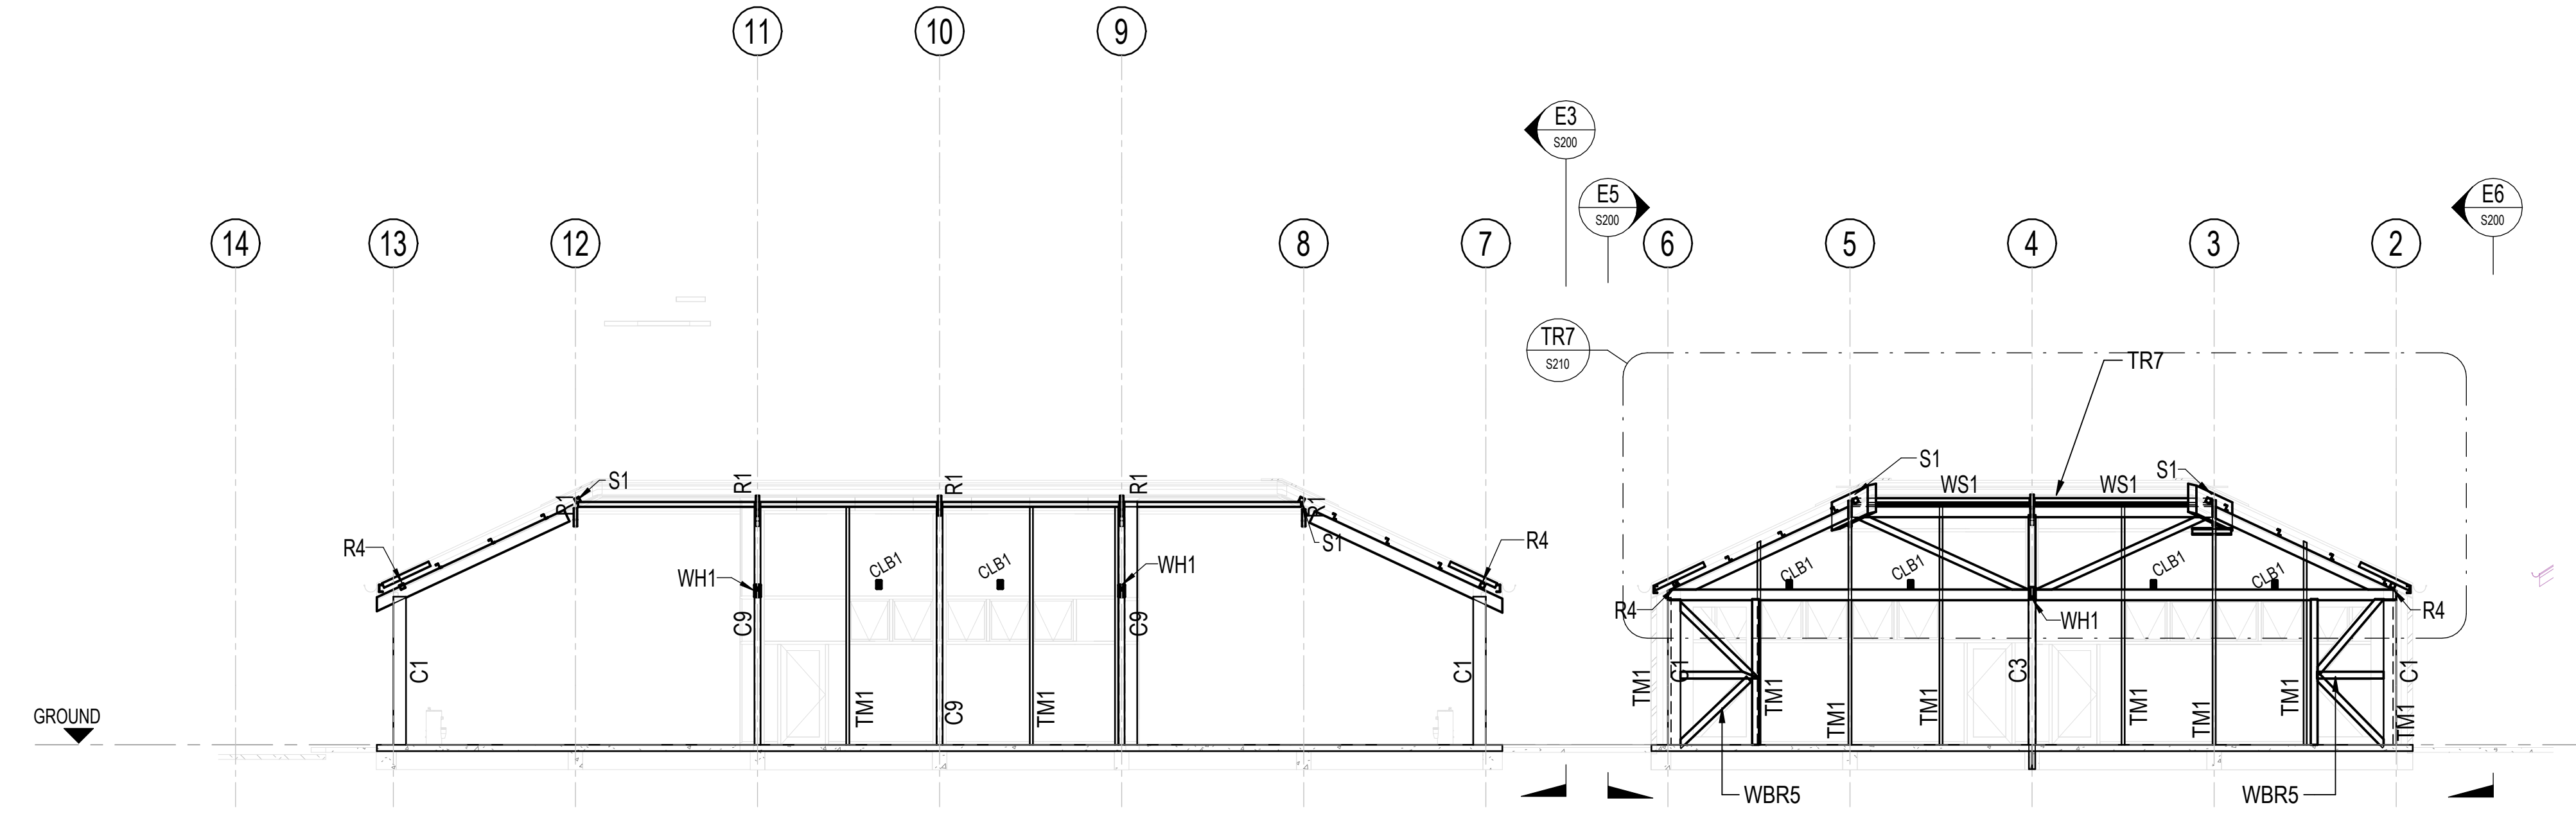 11
10
9
E3
S200
E5
S200
E6
S200
14
13
12
8
7
6
5
4
3
2
TR7
S210
TR7
S1
R1
R1
R1
R1
R1
S1
S1
S1
WS1
WS1
R4
R4
WH1
WH1
CLB1
CLB1
CLB1
CLB1
CLB1
CLB1
R4
R4
WH1
C9
C9
C9
C1
C1
TM1
TM1
TM1
C1
TM1
TM1
TM1
C3
TM1
TM1
TM1
C1
TM1
GROUND
WBR5
WBR5